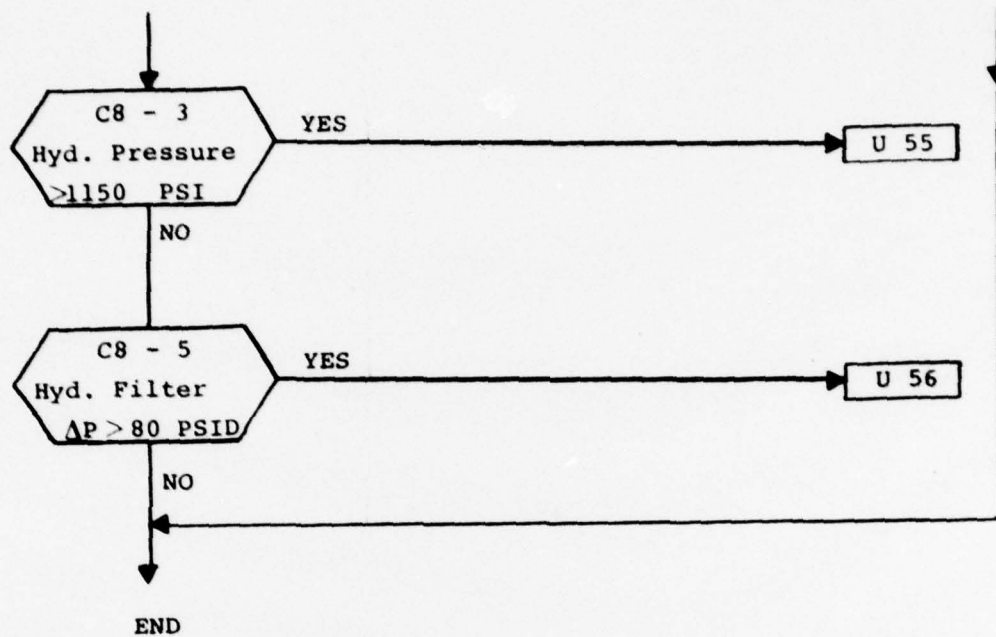 C8 - 3
Hyd. Pressure
>1150 PSI
YES
U 55
NO
C8 - 5
Hyd. Filter
ΔP > 80 PSID
YES
U 56
NO
END